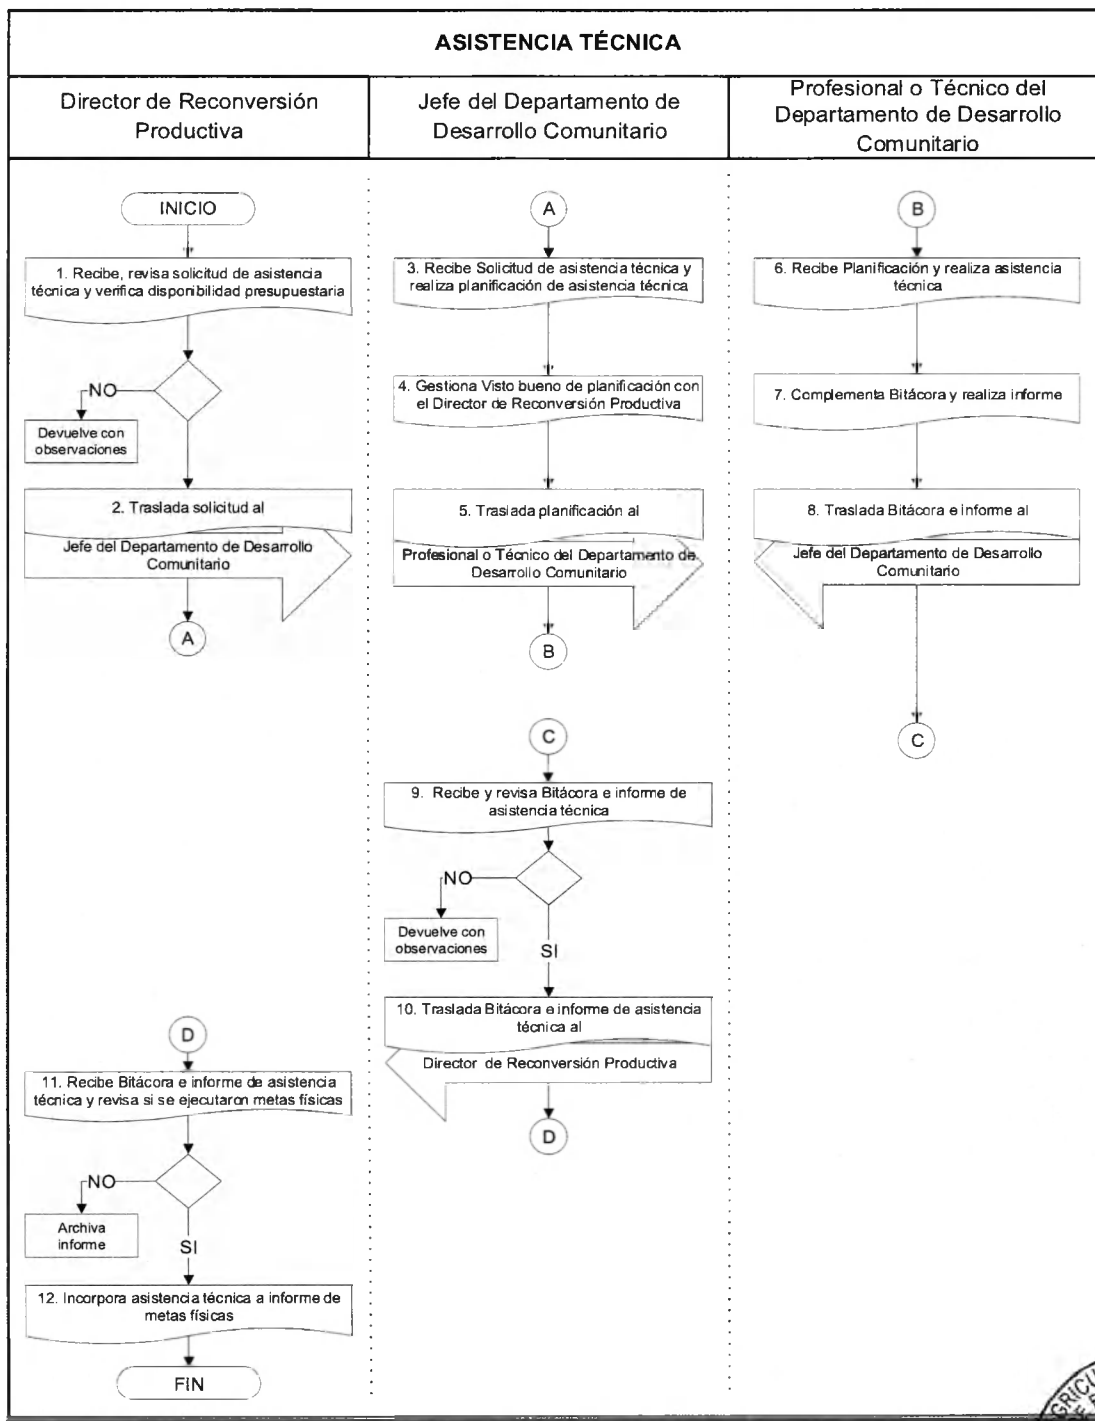 ASISTENCIA TÉCNICA
Director de Reconversión
Productiva
Jefe del Departamento de
Desarrollo Comunitario
Profesional o Técnico del
Departamento de Desarrollo
Comunitario
INICIO
1. Recibe, revisa solicitud de asistencia
técnica y verifica disponibilidad presupuestaria
NO
Devuelve con
observaciones
2. Traslada solicitud al
Jefe del Departamento de Desarrollo
Comunitario
A
A
3. Recibe Solicitud de asistencia técnica y
realiza planificación de asistencia técnica
4. Gestiona Visto bueno de planificación con
el Director de Reconversión Productiva
5. Traslada planificación al
Profesional o Técnico del Departamento de
Desarrollo Comunitario
B
B
6. Recibe Planificación y realiza asistencia
técnica
7. Complementa Bitácora y realiza informe
8. Traslada Bitácora e informe al
Jefe del Departamento de Desarrollo
Comunitario
C
C
9. Recibe y revisa Bitácora e informe de
asistencia técnica
NO
Devuelve con
observaciones
SI
10. Traslada Bitácora e informe de asistencia
técnica al
Director de Reconversión Productiva
D
D
11. Recibe Bitácora e informe de asistencia
técnica y revisa si se ejecutaron metas físicas
NO
Archiva
informe
SI
12. Incorpora asistencia técnica a informe de
metas físicas
FIN